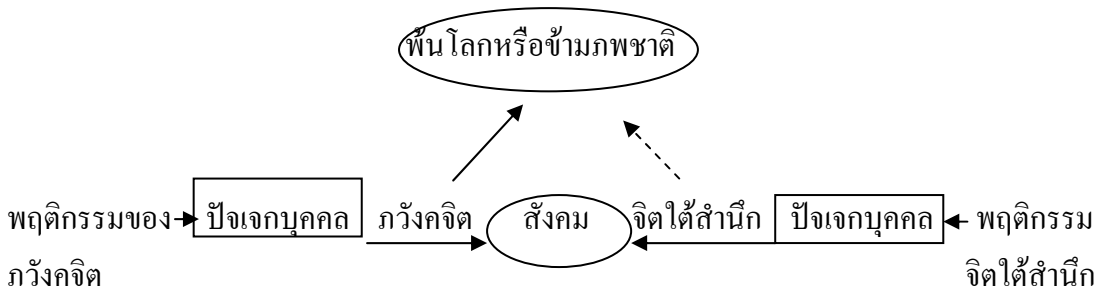 พ้นโลกหรือข้ามภพชาติ
พฤติกรรมของ ปัจเจกบุคคล ภวังคจิต สังคม จิตใต้สำนึก ปัจเจกบุคคล พฤติกรรม
ภวังคจิต จิตใต้สำนึก